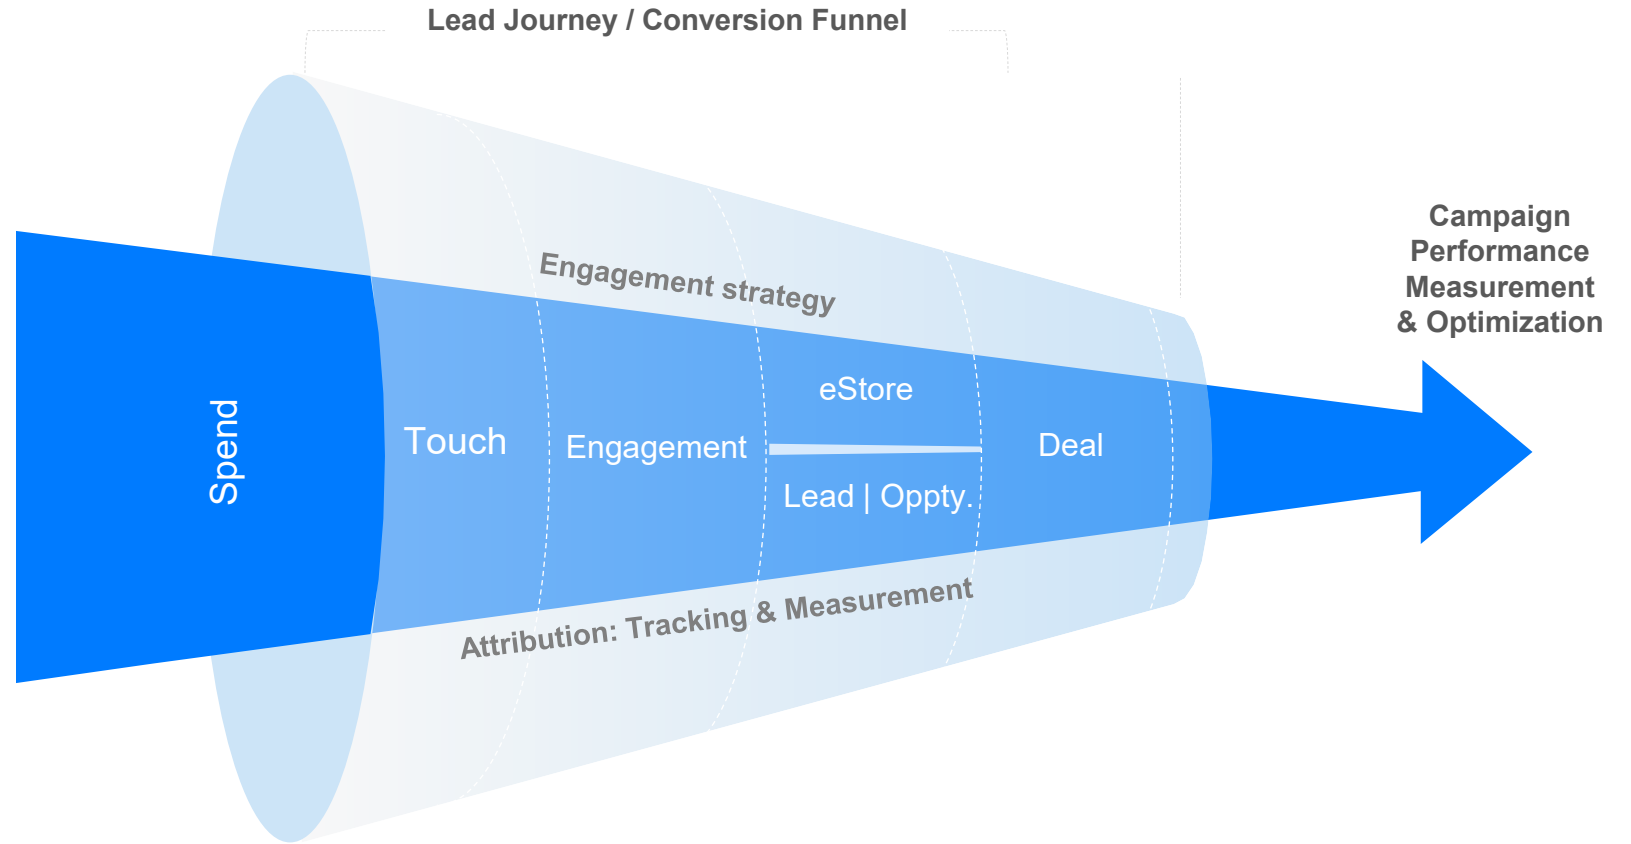 Lead Journey / Conversion Funnel
Campaign
Performance
Measurement
& Optimization
Engagement strategy
Spend
Touch
Engagement
eStore
Lead | Oppty.
Deal
Attribution: Tracking & Measurement